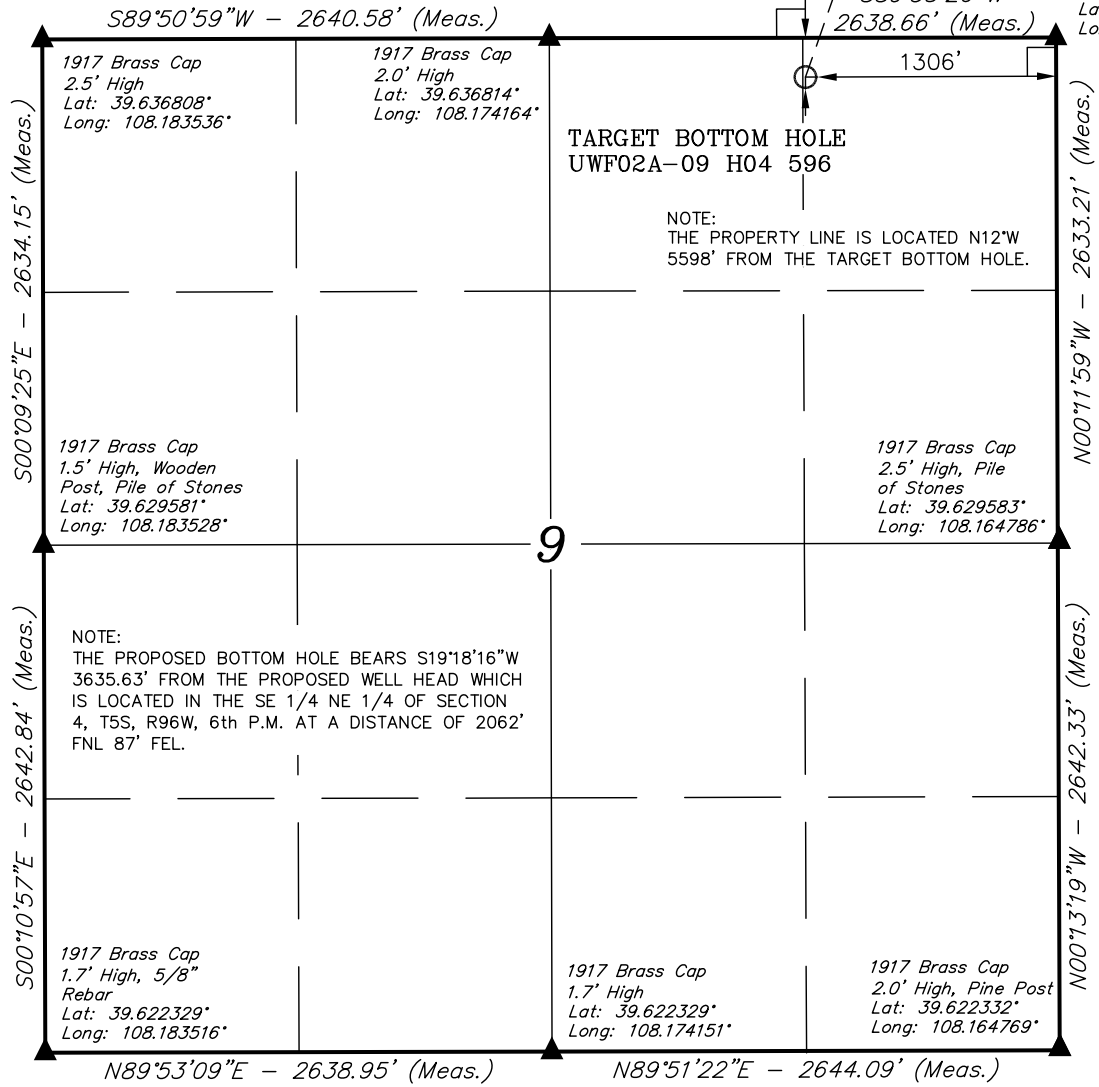 S89°50'59"W - 2640.58' (Meas.)
2638.66' (Meas.)
La
Lo
1917 Brass Cap
2.5' High
Lat: 39.636808°
Long: 108.183536°
1917 Brass Cap
2.0' High
Lat: 39.636814°
Long: 108.174164°
1306'
TARGET BOTTOM HOLE
UWF02A-09 H04 596
NOTE:
THE PROPERTY LINE IS LOCATED N12°W
5598' FROM THE TARGET BOTTOM HOLE.
S00°09'25"E - 2634.15' (Meas.)
N00°11'59"W - 2633.21' (Meas.)
1917 Brass Cap
1.5' High, Wooden
Post, Pile of Stones
Lat: 39.629581°
Long: 108.183528°
1917 Brass Cap
2.5' High, Pile
of Stones
Lat: 39.629583°
Long: 108.164786°
9
NOTE:
THE PROPOSED BOTTOM HOLE BEARS S19°18'16"W
3635.63' FROM THE PROPOSED WELL HEAD WHICH
IS LOCATED IN THE SE 1/4 NE 1/4 OF SECTION
4, T5S, R96W, 6th P.M. AT A DISTANCE OF 2062'
FNL 87' FEL.
S00°10'57"E - 2642.84' (Meas.)
N00°13'19"W - 2642.33' (Meas.)
1917 Brass Cap
1.7' High, 5/8"
Rebar
Lat: 39.622329°
Long: 108.183516°
1917 Brass Cap
1.7' High
Lat: 39.622329°
Long: 108.174151°
1917 Brass Cap
2.0' High, Pine Post
Lat: 39.622332°
Long: 108.164769°
N89°53'09"E - 2638.95' (Meas.)
N89°51'22"E - 2644.09' (Meas.)